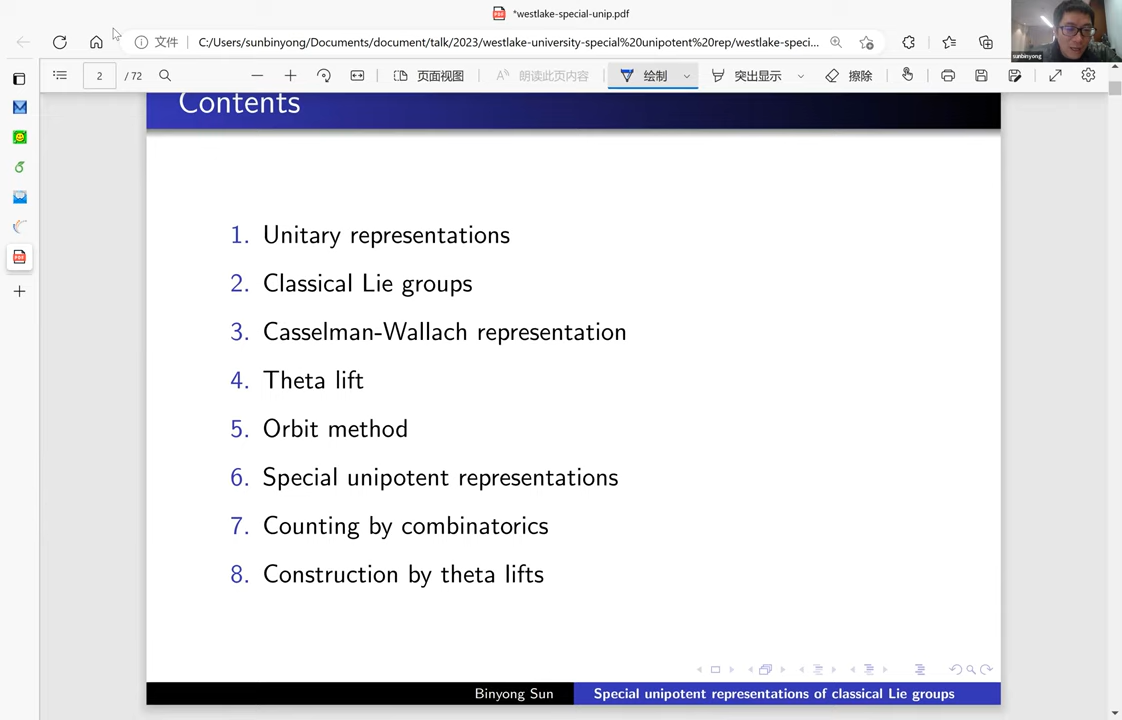 *westlake-special-unip.pdf
文件
C:/Users/sunbinyong/Documents/document/talk/2023/westlake-university-special%20unipotent%20rep/westlake-speci...
sunbinyong
2 / 72
页面视图
朗读此页内容
绘制
突出显示
擦除
Contents
1. Unitary representations
2. Classical Lie groups
3. Casselman-Wallach representation
4. Theta lift
5. Orbit method
6. Special unipotent representations
7. Counting by combinatorics
8. Construction by theta lifts
Binyong Sun
Special unipotent representations of classical Lie groups